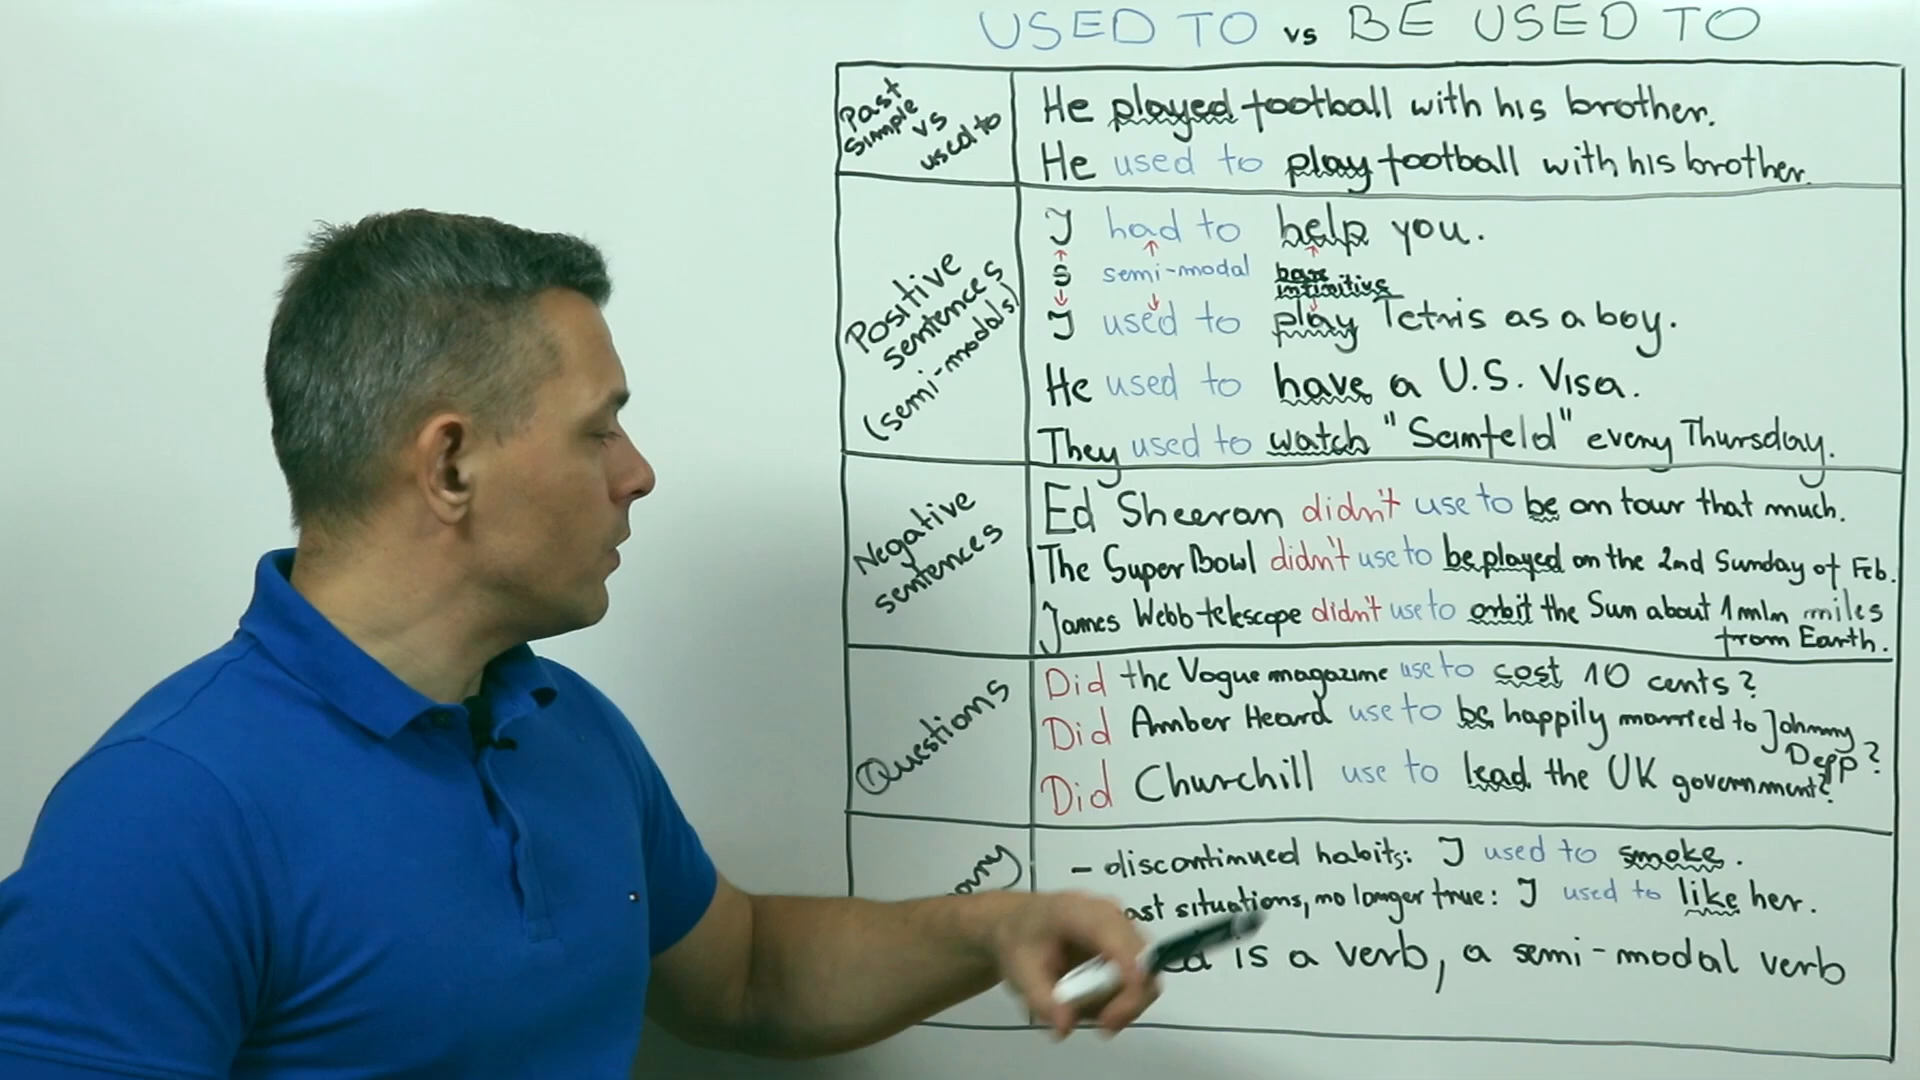 USED TO vs BE USED TO
Past
simple
vs
used to
He played football with his brother.
He used to play football with his brother.
Positive
sentences
(semi-modals)
I had to help you.
S semi-modal bare
infinitive
I used to play Tetris as a boy.
He used to have a U.S. Visa.
They used to watch "Seinfeld" every Thursday.
Negative
sentences
Ed Sheeran didn't use to be on tour that much.
The Super Bowl didn't use to be played on the 2nd Sunday of Feb.
James Webb telescope didn't use to orbit the Sun about 1 mln miles
from Earth.
Questions
Did the Vogue magazine use to cost 10 cents?
Did Amber Heard use to be happily married to Johnny
Depp?
Did Churchill use to lead the UK government?
- discontinued habits: I used to smoke.
ast situations, no longer true: I used to like her.
is a verb, a semi-modal verb